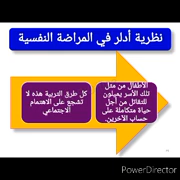 نظرية أدلر في المراضة النفسية
الأطفال من مثل
تلك الأسر يميلون
للتقاتل من أجل
حياة متكاملة على
حساب الآخرين.
كل طرق التربية هذه لا
تشجع على الاهتمام
الاجتماعي
PowerDirector